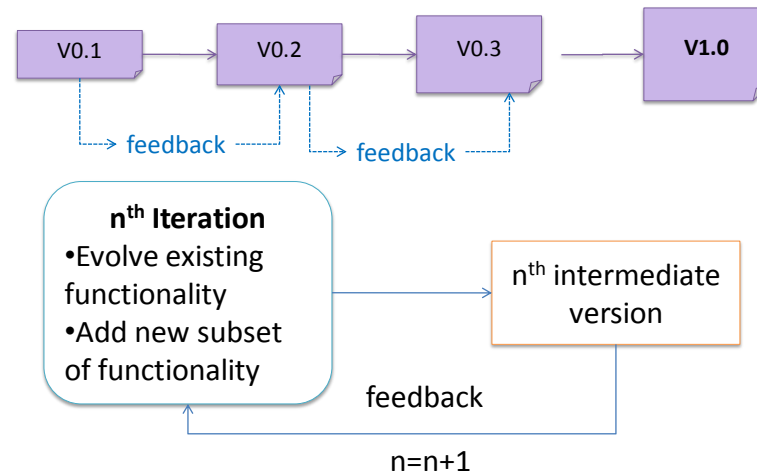 V0.1
V0.2
V0.3
V1.0
feedback
feedback
nth Iteration
•Evolve existing
functionality
•Add new subset
of functionality
nth intermediate
version
feedback
n=n+1